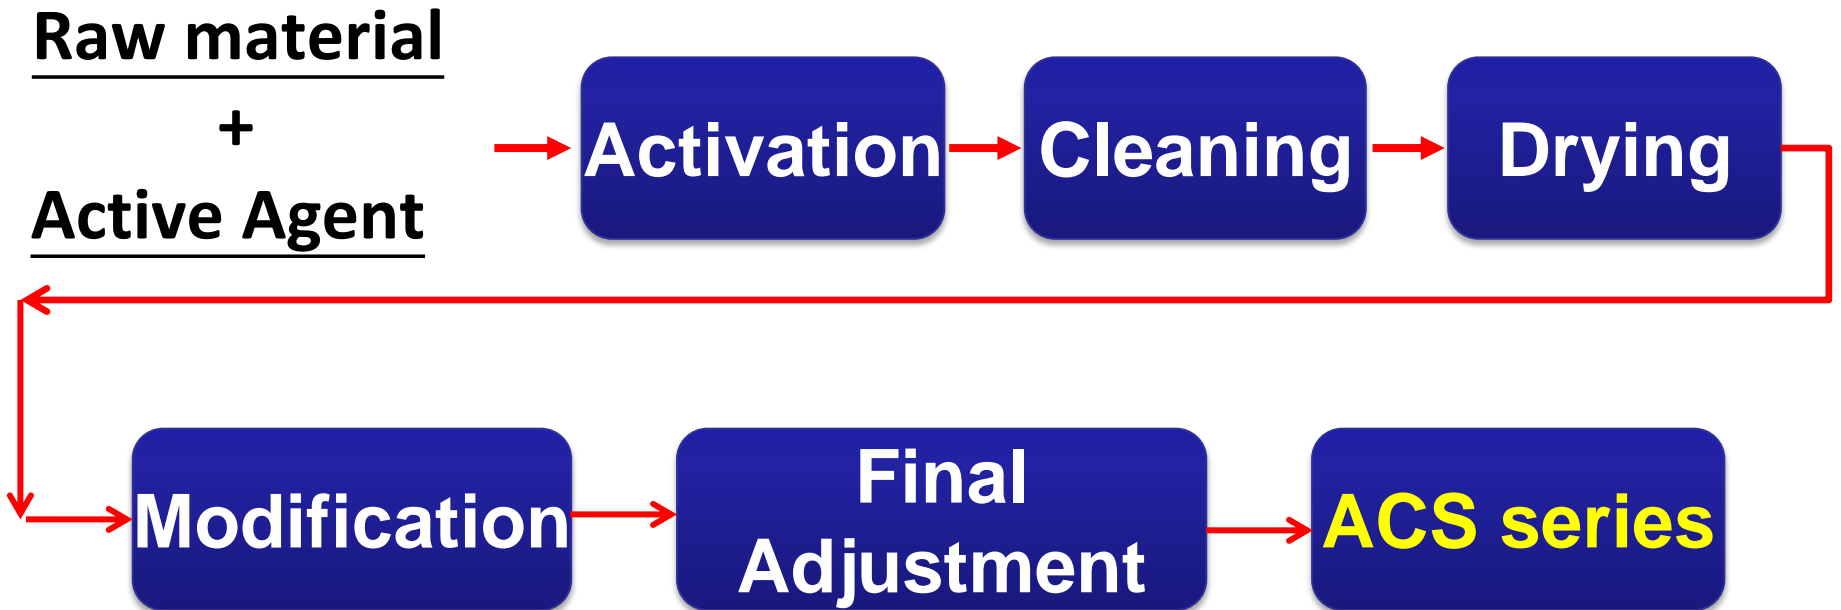 Raw material
+
Active Agent
Activation
Cleaning
Drying
Modification
Final
Adjustment
ACS series